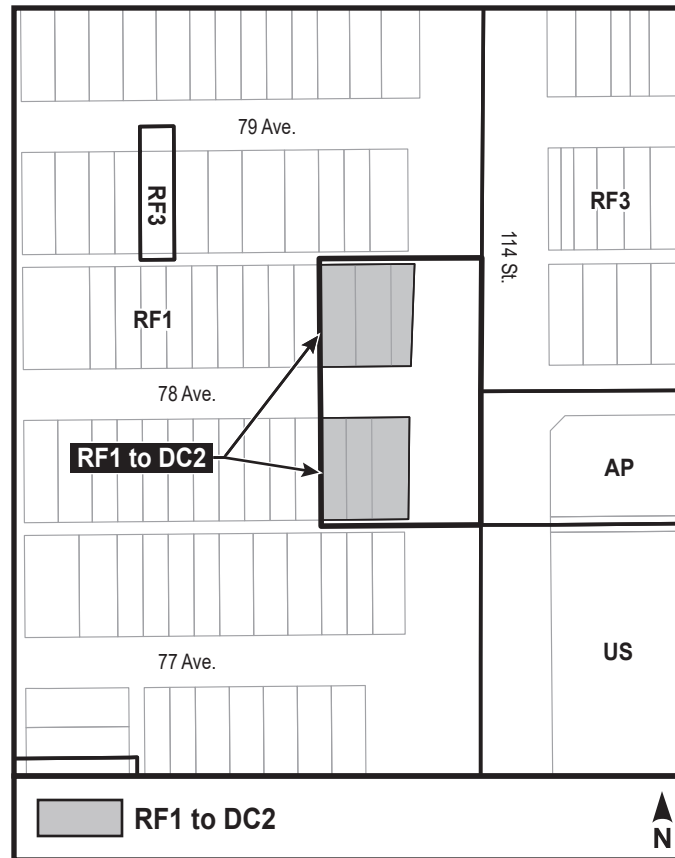 79 Ave.
RF3
RF3
114 St.
RF1
78 Ave.
RF1 to DC2
AP
US
77 Ave.
RF1 to DC2
N